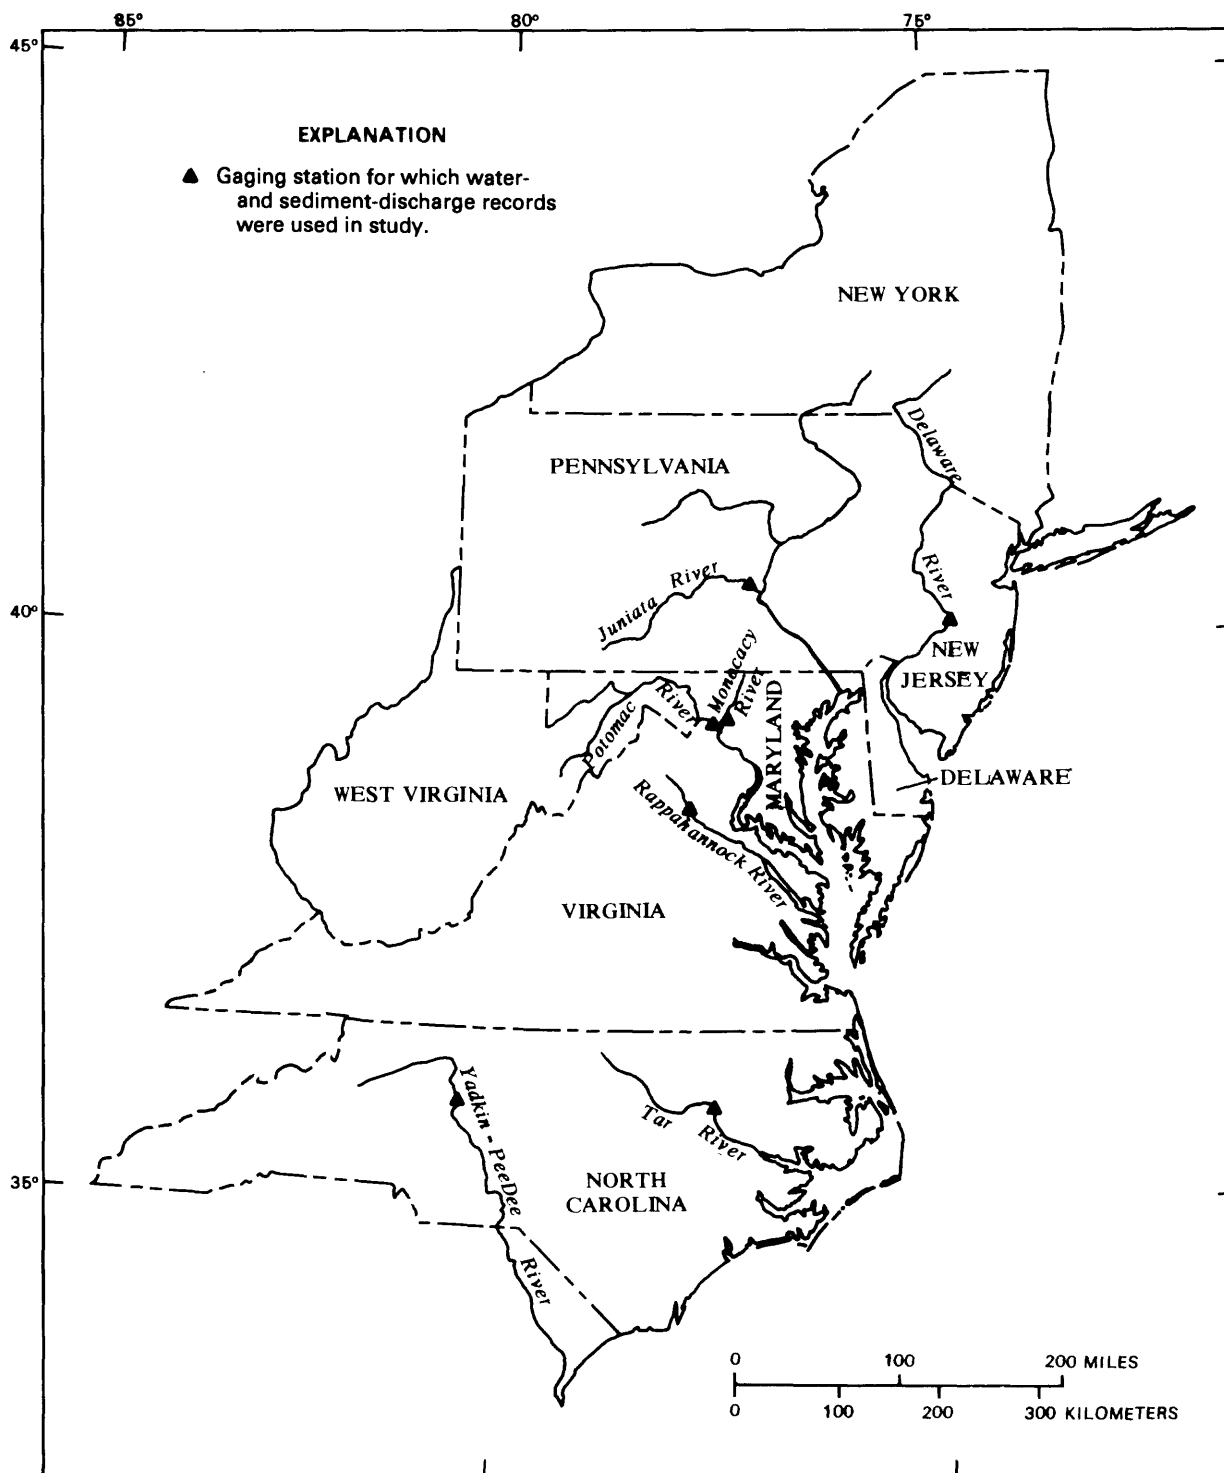 85°
80°
75°
45°
EXPLANATION
Gaging station for which water-
and sediment-discharge records
were used in study.
NEW YORK
Delaware
PENNSYLVANIA
River
Juniata River
40°
Monocacy
River
NEW
JERSEY
Potomac River
MARYLAND
DELAWARE
WEST VIRGINIA
Rappahannock River
VIRGINIA
Yadkin - PeeDee
River
Tar River
NORTH
CAROLINA
35°
0 100 200 MILES
0 100 200 300 KILOMETERS